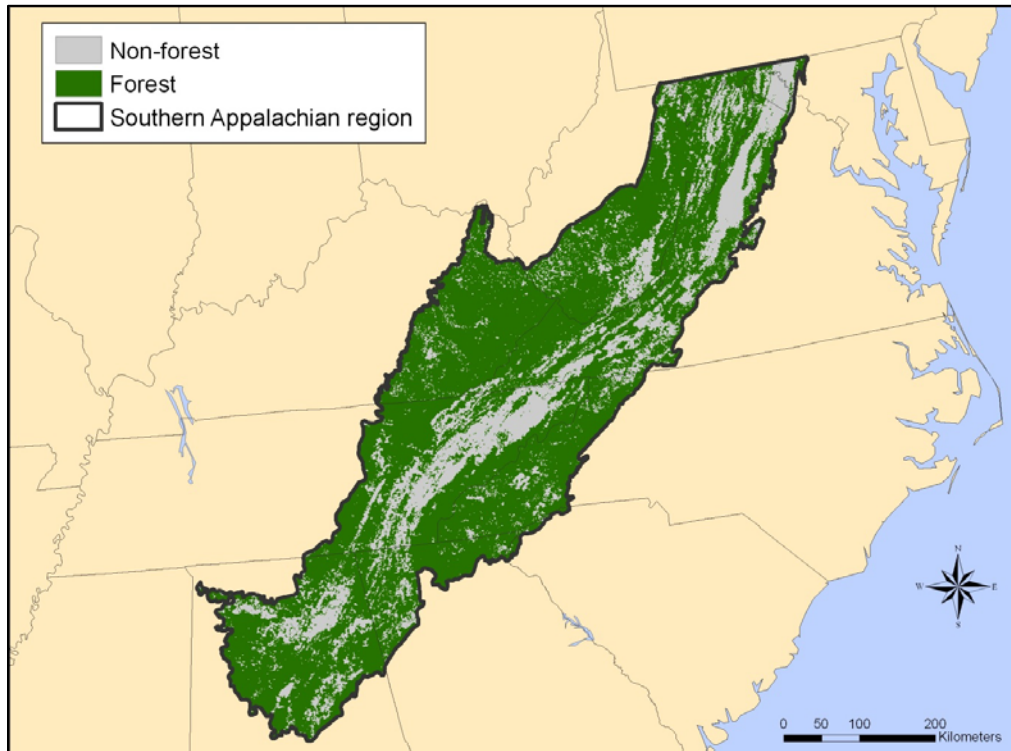 Non-forest
Forest
Southern Appalachian region
N
W
E
S
0 50 100 200
Kilometers